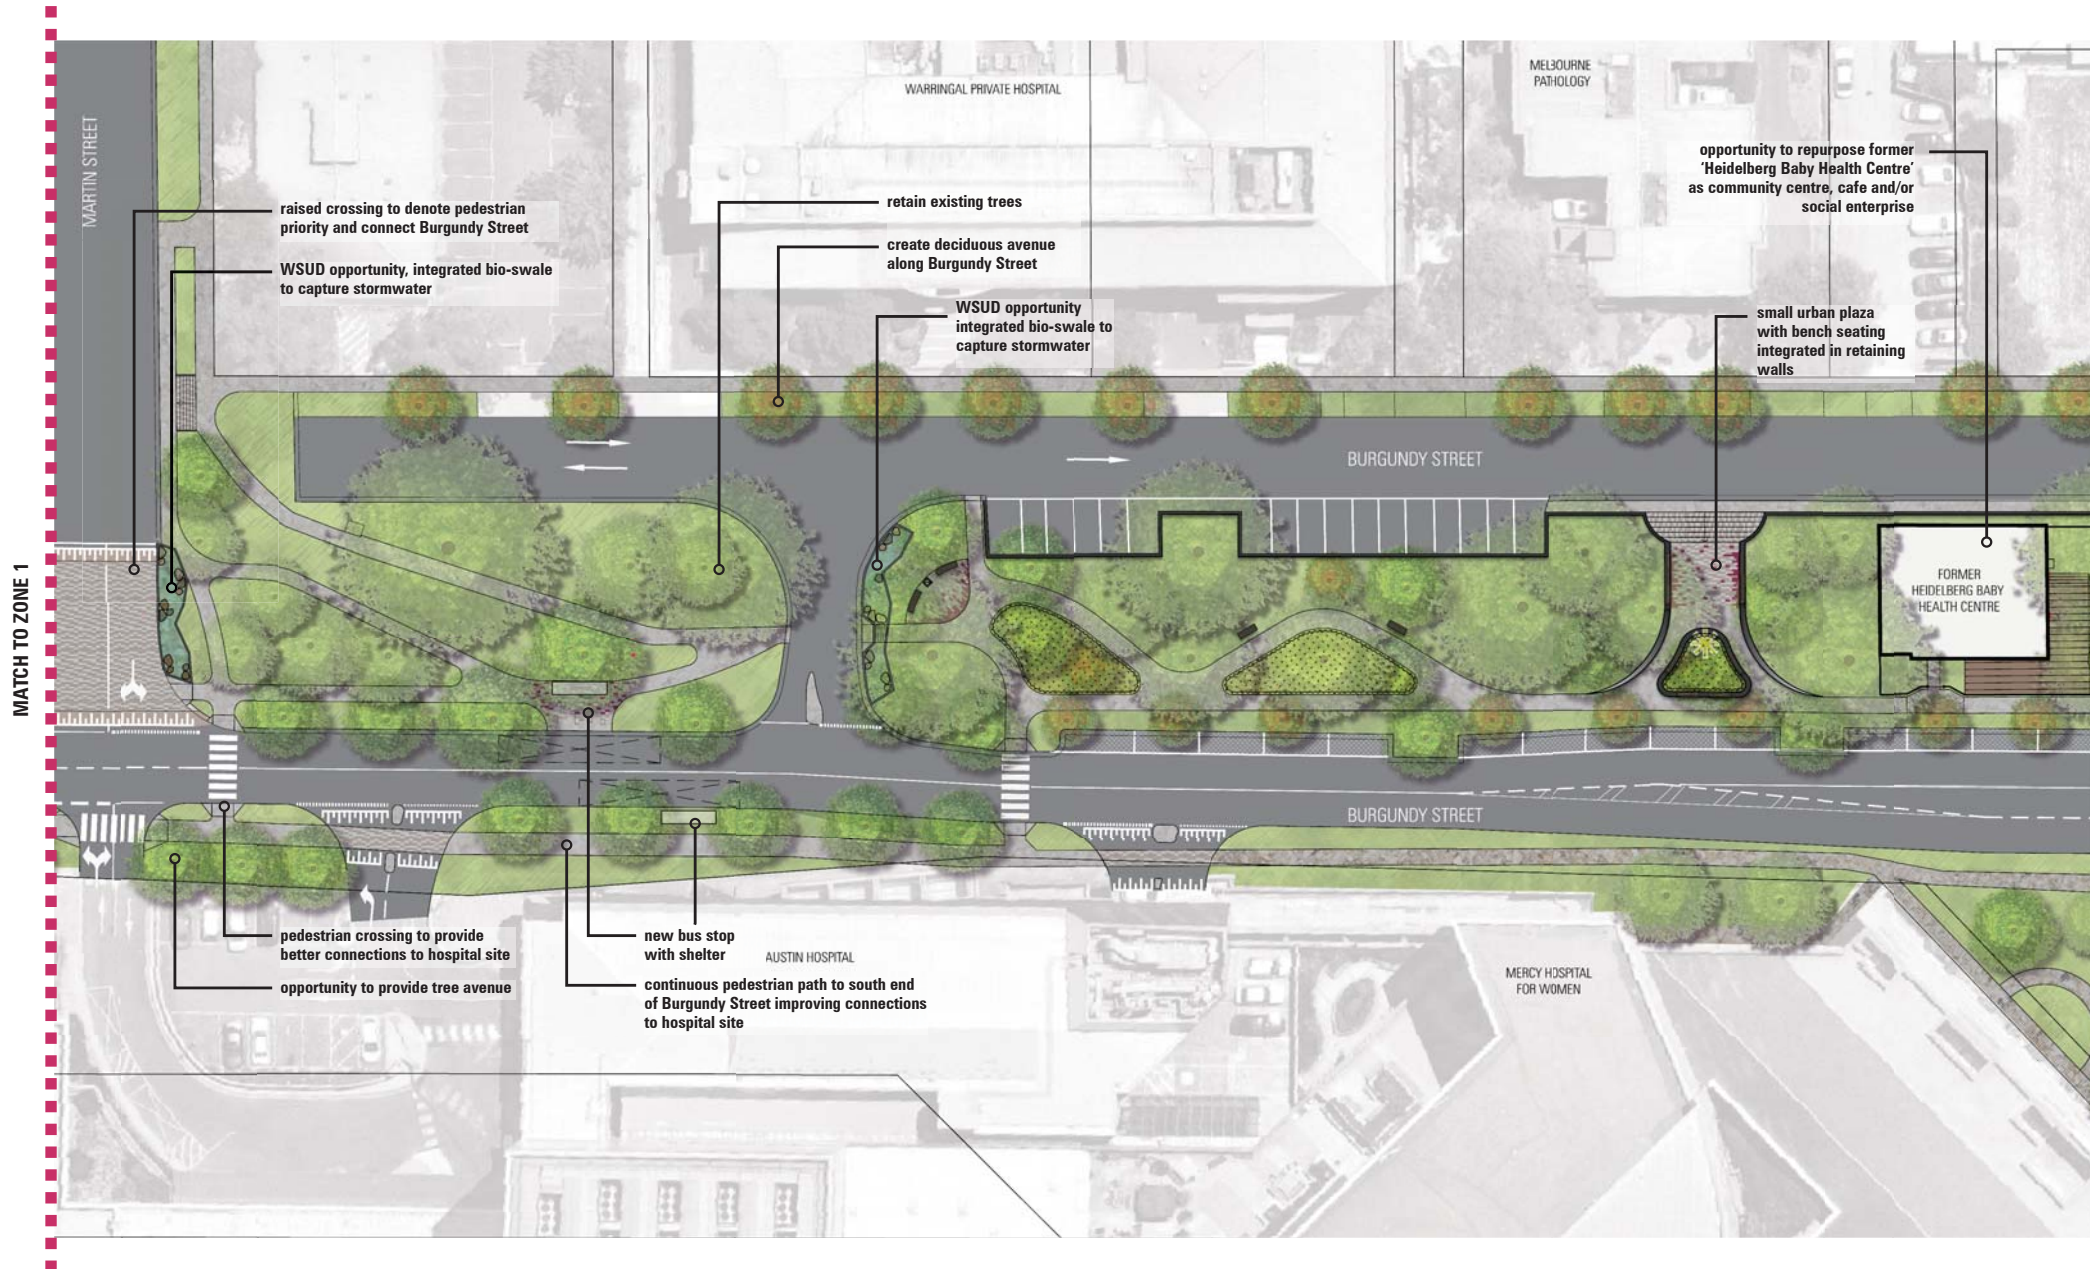 MATCH TO ZONE 1
MARTIN STREET
WARRINGAL PRIVATE HOSPITAL
MELBOURNE
PATHOLOGY
opportunity to repurpose former
‘Heidelberg Baby Health Centre’
as community centre, cafe and/or
social enterprise
raised crossing to denote pedestrian
priority and connect Burgundy Street
retain existing trees
create deciduous avenue
along Burgundy Street
WSUD opportunity, integrated bio-swale
to capture stormwater
WSUD opportunity
integrated bio-swale to
capture stormwater
small urban plaza
with bench seating
integrated in retaining
walls
BURGUNDY STREET
FORMER
HEIDELBERG BABY
HEALTH CENTRE
BURGUNDY STREET
pedestrian crossing to provide
better connections to hospital site
opportunity to provide tree avenue
new bus stop
with shelter
continuous pedestrian path to south end
of Burgundy Street improving connections
to hospital site
AUSTIN HOSPITAL
MERCY HOSPITAL
FOR WOMEN